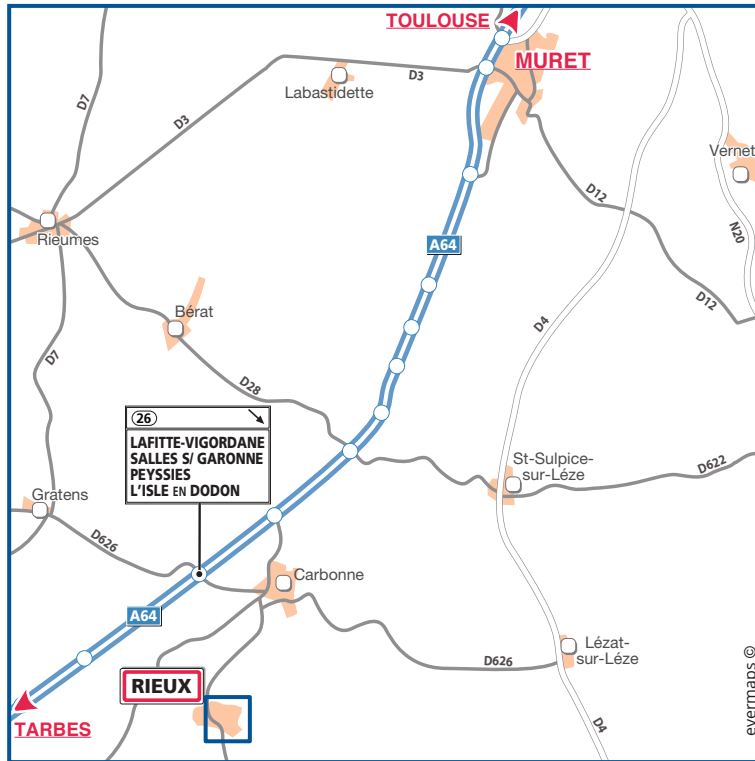 TOULOUSE
MURET
D3
Labastidette
D7
D3
Vernet
D12
N20
Rieumes
A64
D12
Bérat
D4
D7
D28
26
LAFITTE-VIGORDANE
SALLES S/ GARONNE
PEYSSIES
L'ISLE EN DODON
St-Sulpice-
sur-Lèze
D622
Gratens
D626
Carbonne
A64
Lézat-
sur-Lèze
D626
RIEUX
TARBES
D4
evermaps ©